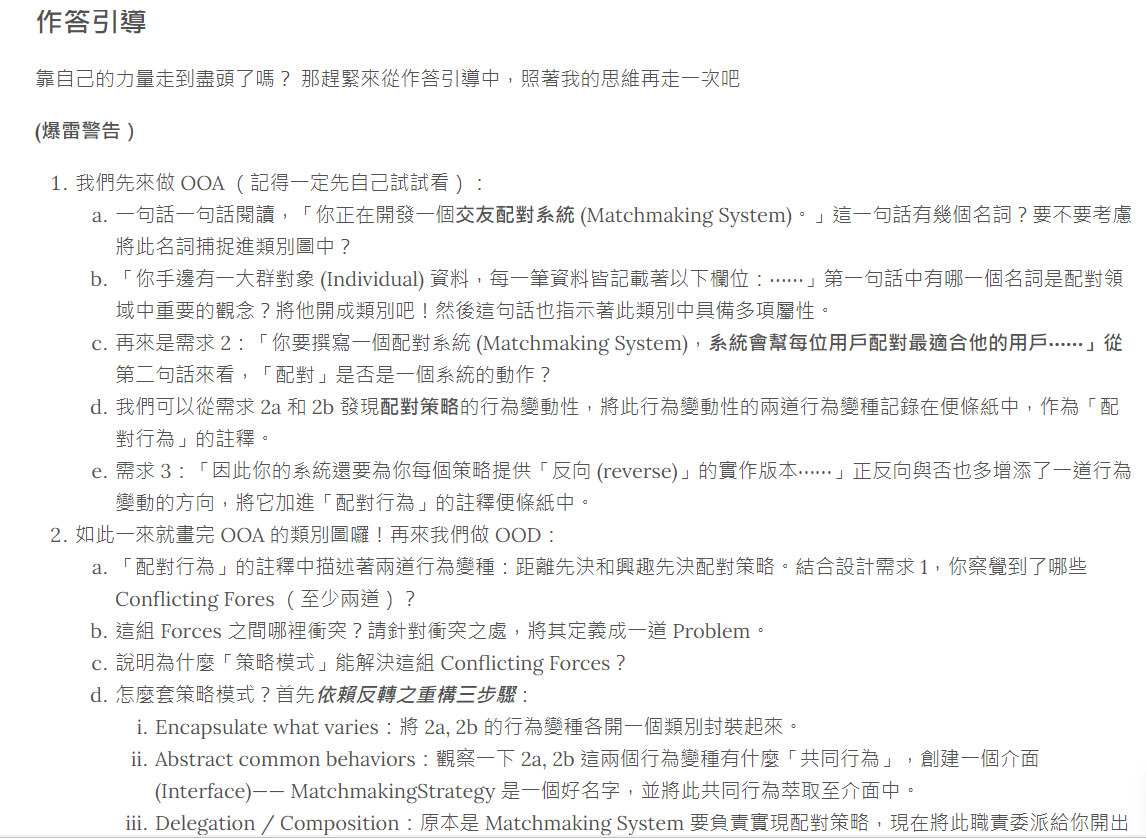 作答引導
靠自己的力量走到盡頭了嗎？ 那趕緊來從作答引導中，照著我的思維再走一次吧
(爆雷警告）
1. 我們先來做 OOA （記得一定先自己試試看）：
a. 一句話一句話閱讀，「你正在開發一個交友配對系統 (Matchmaking System)。」這一句話有幾個名詞？要不要考慮
將此名詞捕捉進類別圖中？
b. 「你手邊有一大群對象 (Individual) 資料，每一筆資料皆記載著以下欄位：……」第一句話中有哪一個名詞是配對領
域中重要的觀念？將他開成類別吧！然後這句話也指示著此類別中具備多項屬性。
c. 再來是需求 2：「你要撰寫一個配對系統 (Matchmaking System)，系統會幫每位用戶配對最適合他的用戶……」從
第二句話來看，「配對」是否是一個系統的動作？
d. 我們可以從需求 2a 和 2b 發現配對策略的行為變動性，將此行為變動性的兩道行為變種記錄在便條紙中，作為「配
對行為」的註釋。
e. 需求 3：「因此你的系統還要為你每個策略提供「反向 (reverse)」的實作版本……」正反向與否也多增添了一道行為
變動的方向，將它加進「配對行為」的註釋便條紙中。
2. 如此一來就畫完 OOA 的類別圖囉！再來我們做 OOD：
a. 「配對行為」的註釋中描述著兩道行為變種：距離先決和興趣先決配對策略。結合設計需求 1，你察覺到了哪些
Conflicting Fores （至少兩道）？
b. 這組 Forces 之間哪裡衝突？請針對衝突之處，將其定義成一道 Problem。
c. 說明為什麼「策略模式」能解決這組 Conflicting Forces？
d. 怎麼套策略模式？首先依賴反轉之重構三步驟：
i. Encapsulate what varies：將 2a, 2b 的行為變種各開一個類別封裝起來。
ii. Abstract common behaviors：觀察一下 2a, 2b 這兩個行為變種有什麼「共同行為」，創建一個介面
(Interface)—— MatchmakingStrategy 是一個好名字，並將此共同行為萃取至介面中。
iii. Delegation / Composition：原本是 Matchmaking System 要負責實現配對策略，現在將此職責委派給你開出